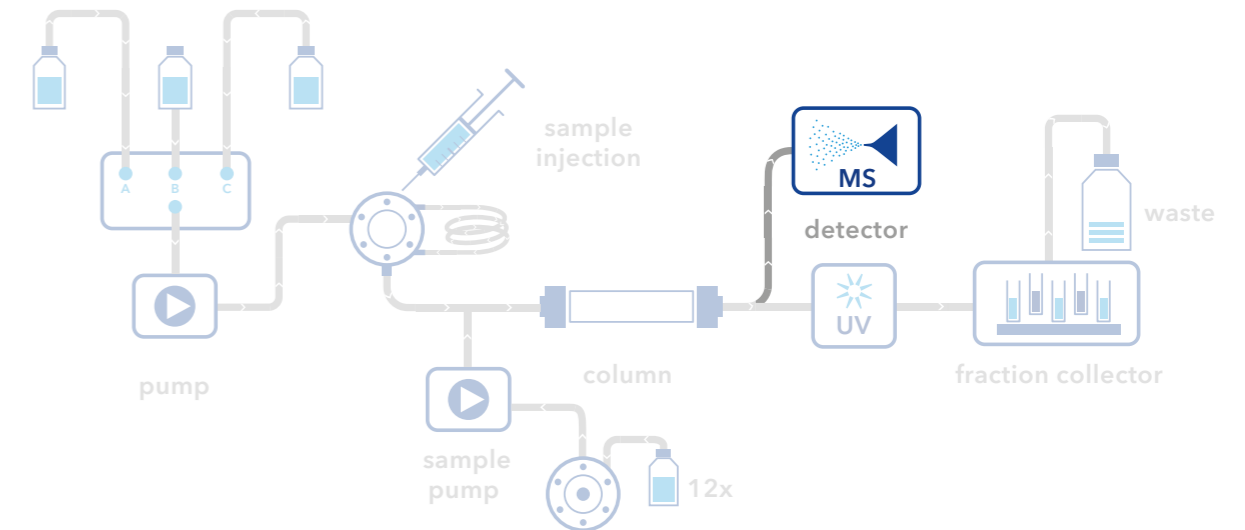 A
B
C
sample
injection
MS
detector
waste
UV
pump
column
fraction collector
sample
pump
12x